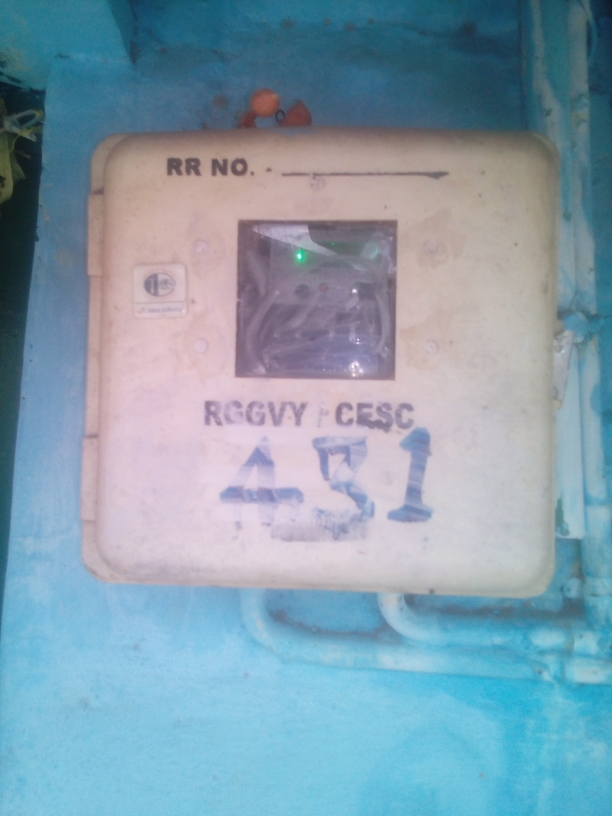 RR NO. -
RGGVY CESC
431